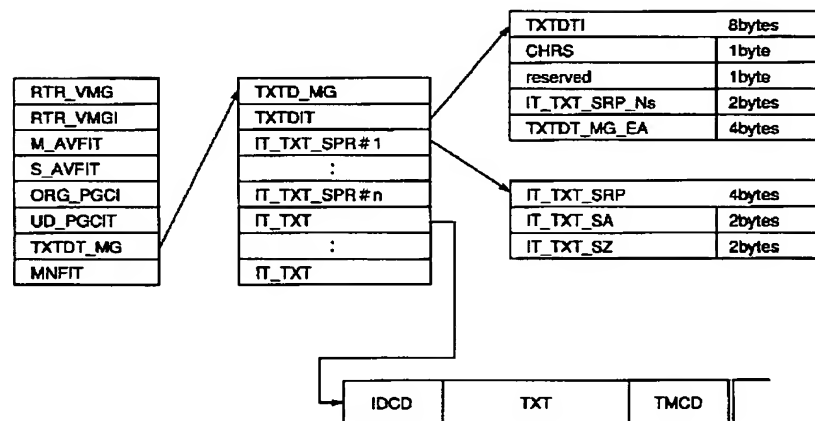 RTR_VMG
RTR_VMGI
M_AVFIT
S_AVFIT
ORG_PGCI
UD_PGCIT
TXTDT_MG
MNFIT
TXTD_MG
TXTDIT
IT_TXT_SPR#1
:
IT_TXT_SPR#n
IT_TXT
:
IT_TXT
TXTDTI 8bytes
CHRS 1byte
reserved 1byte
IT_TXT_SRP_Ns 2bytes
TXTDT_MG_EA 4bytes
IT_TXT_SRP 4bytes
IT_TXT_SA 2bytes
IT_TXT_SZ 2bytes
IDCD TXT TMCD